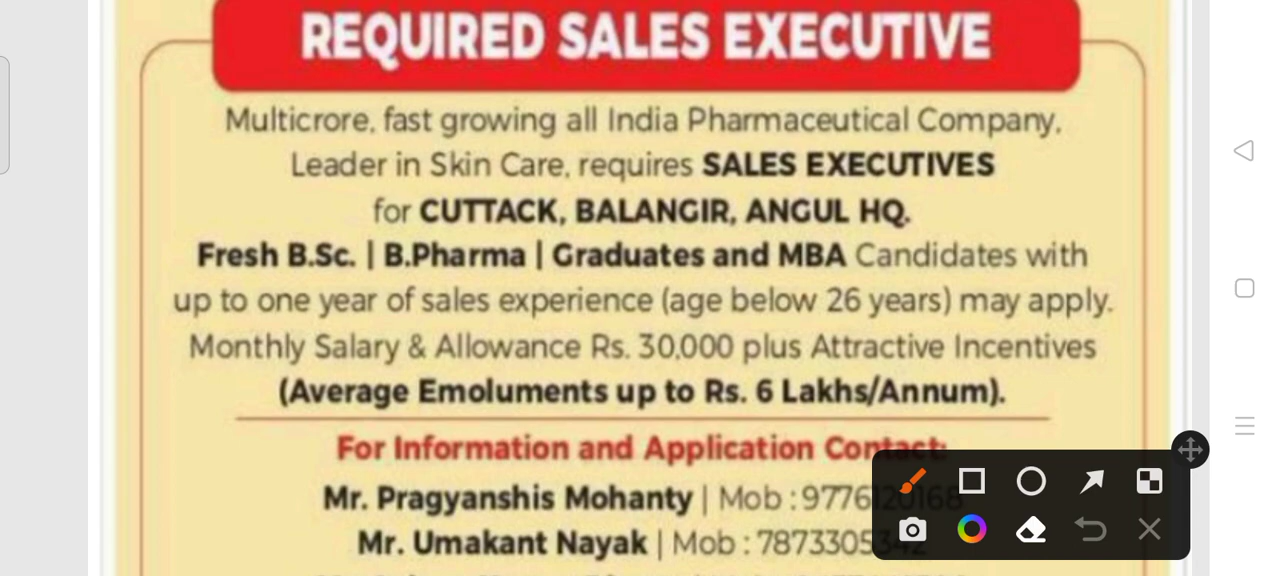 REQUIRED SALES EXECUTIVE
Multicrore, fast growing all India Pharmaceutical Company,
Leader in Skin Care, requires SALES EXECUTIVES
for CUTTACK, BALANGIR, ANGUL HQ.
Fresh B.Sc. | B.Pharma | Graduates and MBA Candidates with
up to one year of sales experience (age below 26 years) may apply.
Monthly Salary & Allowance Rs. 30,000 plus Attractive Incentives
(Average Emoluments up to Rs. 6 Lakhs/Annum).
For Information and Application Contact:
Mr. Pragyanshis Mohanty | Mob : 9776120168
Mr. Umakant Nayak | Mob : 7873305342